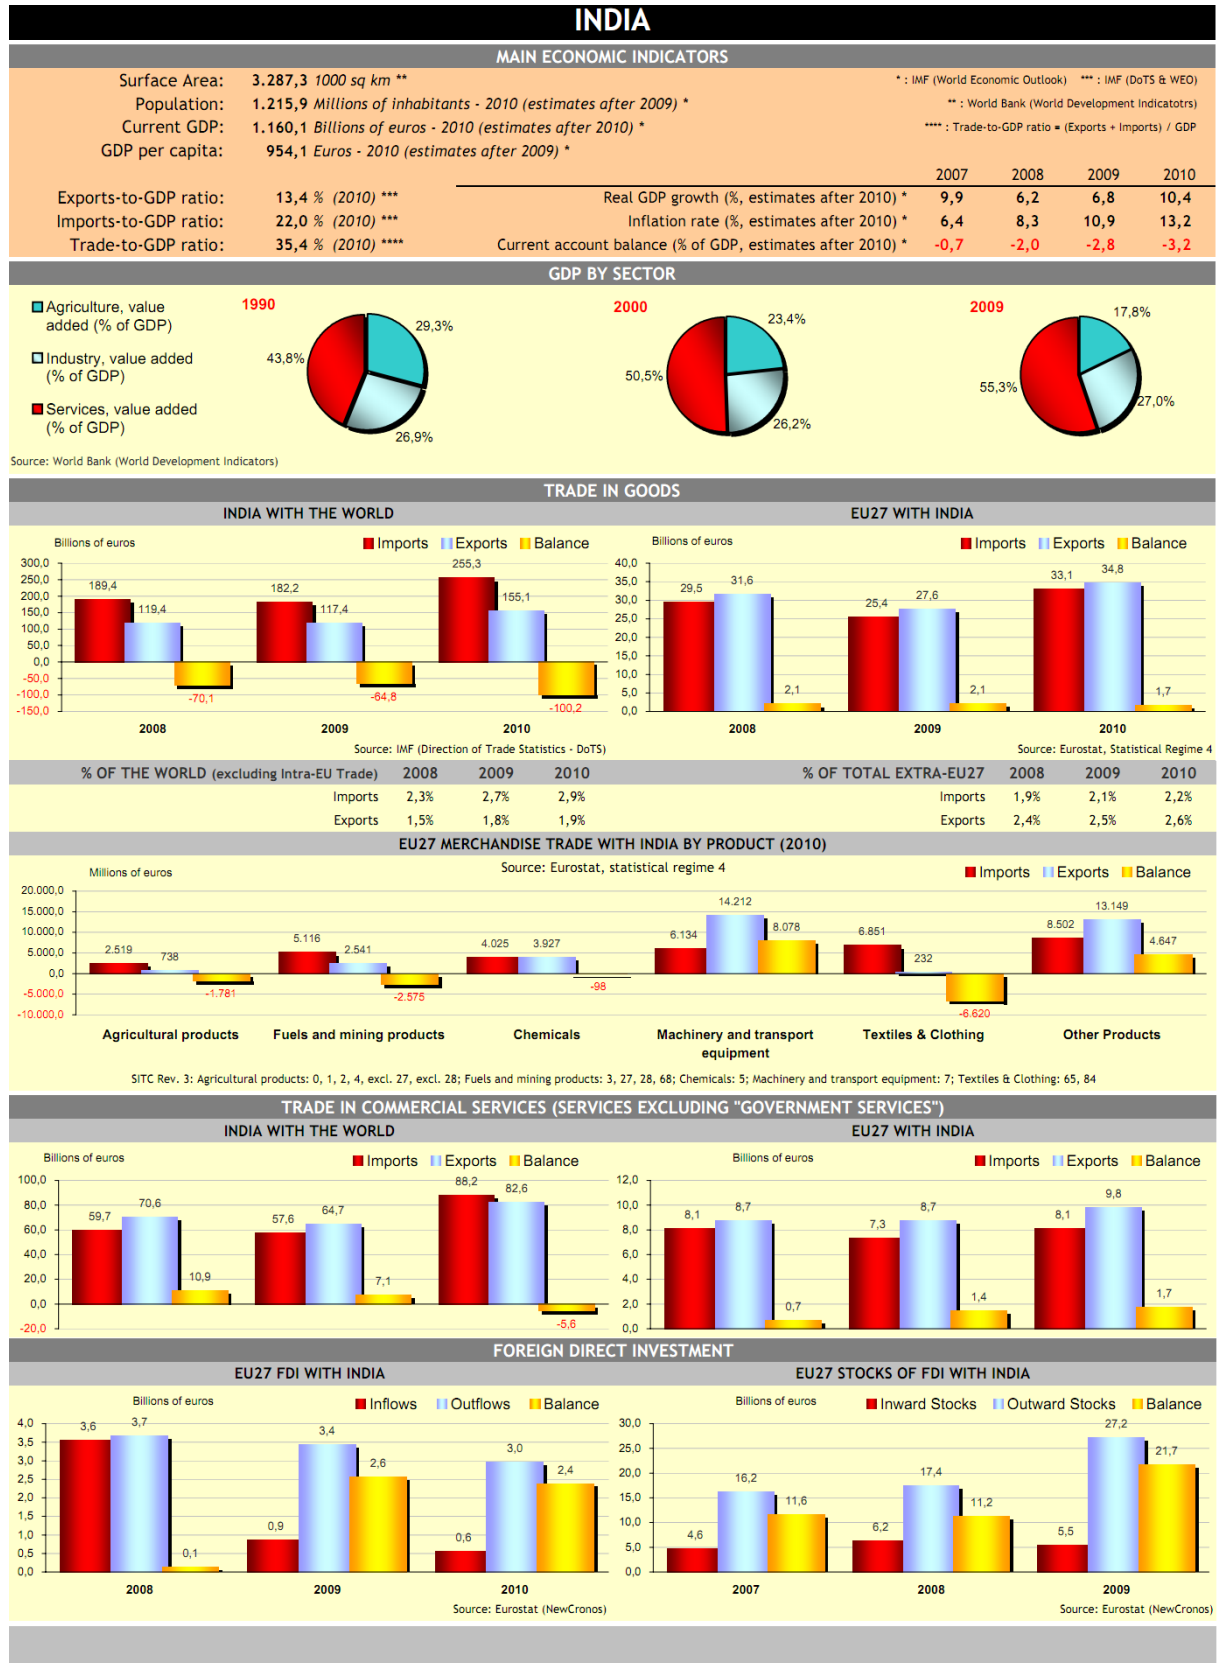 INDIA
MAIN ECONOMIC INDICATORS
Surface Area: 3.287,3 1000 sq km ** * : IMF (World Economic Outlook) *** : IMF (DoTS & WEO)
Population: 1.215,9 Millions of inhabitants - 2010 (estimates after 2009) * ** : World Bank (World Development Indicatotrs)
Current GDP: 1.160,1 Billions of euros - 2010 (estimates after 2010) * **** : Trade-to-GDP ratio = (Exports + Imports) / GDP
GDP per capita: 954,1 Euros - 2010 (estimates after 2009) *
2007 2008 2009 2010
Exports-to-GDP ratio: 13,4 % (2010) *** Real GDP growth (%, estimates after 2010) * 9,9 6,2 6,8 10,4
Imports-to-GDP ratio: 22,0 % (2010) *** Inflation rate (%, estimates after 2010) * 6,4 8,3 10,9 13,2
Trade-to-GDP ratio: 35,4 % (2010) **** Current account balance (% of GDP, estimates after 2010) * -0,7 -2,0 -2,8 -3,2
GDP BY SECTOR
Agriculture, value
added (% of GDP)
Industry, value added
(% of GDP)
Services, value added
(% of GDP)
1990
29,3%
43,8%
26,9%
2000
23,4%
50,5%
26,2%
2009
17,8%
55,3%
27,0%
Source: World Bank (World Development Indicators)
TRADE IN GOODS
INDIA WITH THE WORLD
Billions of euros Imports Exports Balance
300,0
250,0
200,0
150,0
100,0
50,0
0,0
-50,0
-100,0
-150,0
189,4 119,4 -70,1
182,2 117,4 -64,8
255,3 155,1 -100,2
2008 2009 2010
Source: IMF (Direction of Trade Statistics - DoTS)
EU27 WITH INDIA
Billions of euros Imports Exports Balance
40,0
35,0
30,0
25,0
20,0
15,0
10,0
5,0
0,0
29,5 31,6 2,1
25,4 27,6 2,1
33,1 34,8 1,7
2008 2009 2010
Source: Eurostat, Statistical Regime 4
% OF THE WORLD (excluding Intra-EU Trade) 2008 2009 2010
Imports 2,3% 2,7% 2,9%
Exports 1,5% 1,8% 1,9%
% OF TOTAL EXTRA-EU27 2008 2009 2010
Imports 1,9% 2,1% 2,2%
Exports 2,4% 2,5% 2,6%
EU27 MERCHANDISE TRADE WITH INDIA BY PRODUCT (2010)
Millions of euros Source: Eurostat, statistical regime 4 Imports Exports Balance
20.000,0
15.000,0
10.000,0
5.000,0
0,0
-5.000,0
-10.000,0
2.519 738 -1.781
5.116 2.541 -2.575
4.025 3.927 -98
6.134 14.212 8.078
6.851 232 -6.620
8.502 13.149 4.647
Agricultural products Fuels and mining products Chemicals Machinery and transport Textiles & Clothing Other Products
equipment
SITC Rev. 3: Agricultural products: 0, 1, 2, 4, excl. 27, excl. 28; Fuels and mining products: 3, 27, 28, 68; Chemicals: 5; Machinery and transport equipment: 7; Textiles & Clothing: 65, 84
TRADE IN COMMERCIAL SERVICES (SERVICES EXCLUDING "GOVERNMENT SERVICES")
INDIA WITH THE WORLD
Billions of euros Imports Exports Balance
100,0
80,0
60,0
40,0
20,0
0,0
-20,0
59,7 70,6 10,9
57,6 64,7 7,1
88,2 82,6 -5,6
EU27 WITH INDIA
Billions of euros Imports Exports Balance
12,0
10,0
8,0
6,0
4,0
2,0
0,0
8,1 8,7 0,7
7,3 8,7 1,4
8,1 9,8 1,7
FOREIGN DIRECT INVESTMENT
EU27 FDI WITH INDIA
Billions of euros Inflows Outflows Balance
4,0
3,5
3,0
2,5
2,0
1,5
1,0
0,5
0,0
3,6 3,7 0,1
0,9 3,4 2,6
0,6 3,0 2,4
2008 2009 2010
Source: Eurostat (NewCronos)
EU27 STOCKS OF FDI WITH INDIA
Billions of euros Inward Stocks Outward Stocks Balance
30,0
25,0
20,0
15,0
10,0
5,0
0,0
4,6 16,2 11,6
6,2 17,4 11,2
5,5 27,2 21,7
2007 2008 2009
Source: Eurostat (NewCronos)